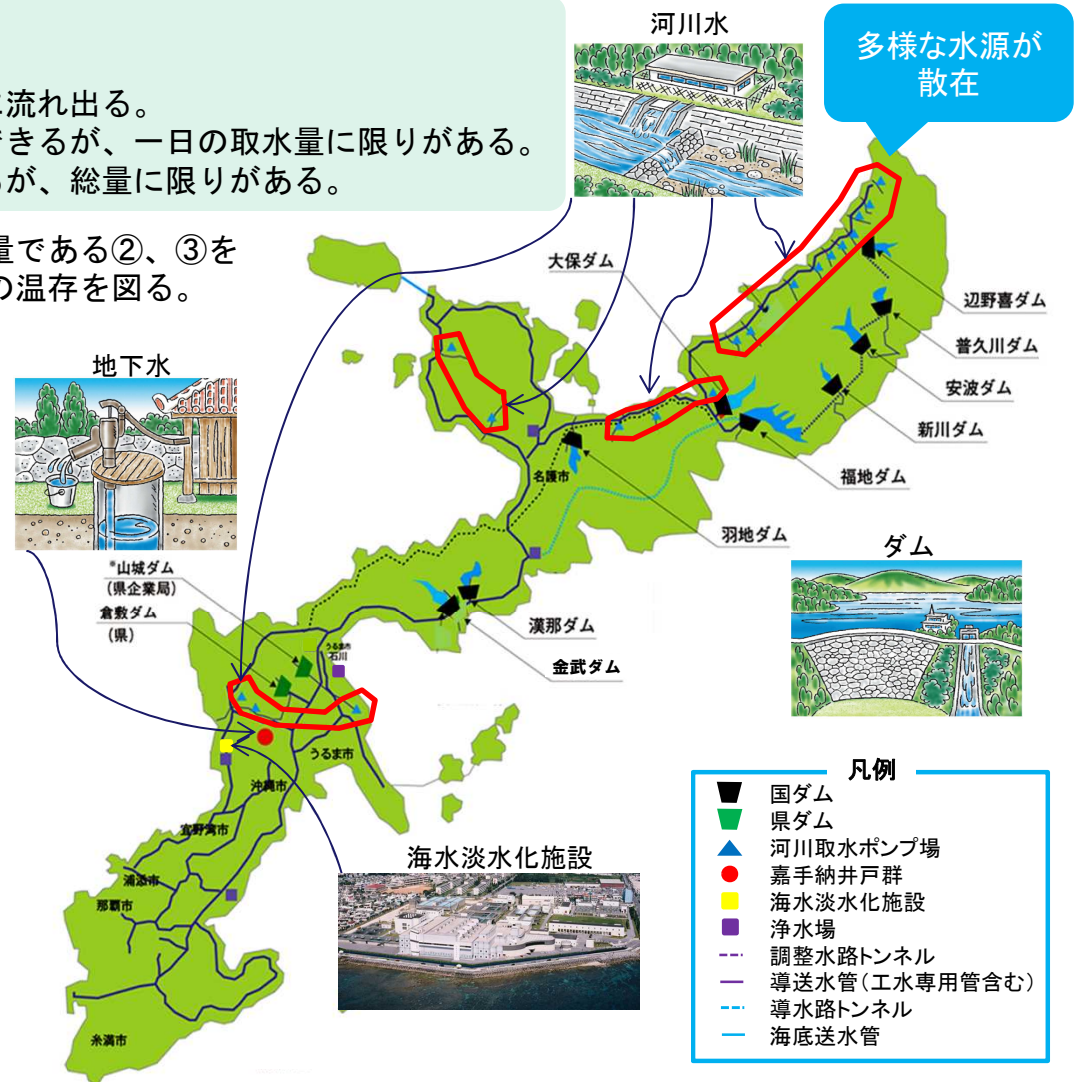 河川水
多様な水源が
散在
流れ出る。
きるが、一日の取水量に限りがある。
が、総量に限りがある。
量である②、③を
の温存を図る。
大保ダム
辺野喜ダム
普久川ダム
安波ダム
新川ダム
福地ダム
羽地ダム
名護市
地下水
ダム
*山城ダム
(県企業局)
倉敷ダム
(県)
漢那ダム
金武ダム
うるま市
石川
うるま市
沖縄市
宜野湾市
浦添市
那覇市
糸満市
海水淡水化施設
凡例
国ダム
県ダム
河川取水ポンプ場
嘉手納井戸群
海水淡水化施設
浄水場
調整水路トンネル
導送水管(工水専用管含む)
導水路トンネル
海底送水管